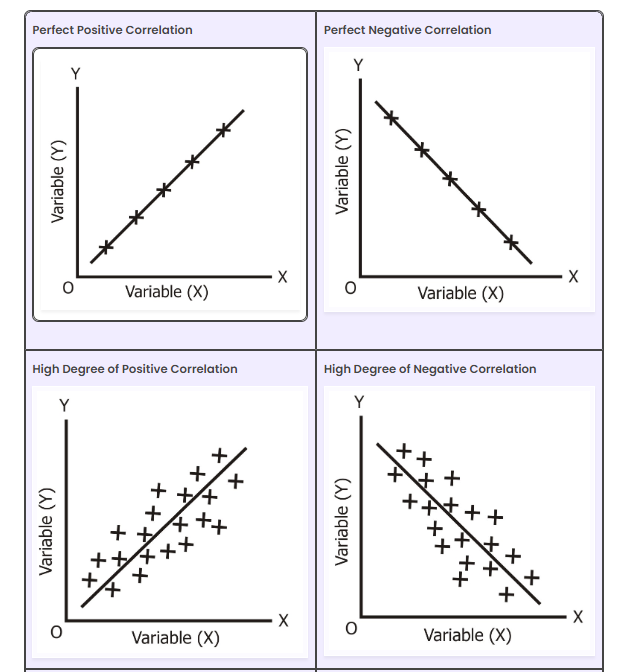 Perfect Positive Correlation
Y
Variable (Y)
X
O
Variable (X)
Perfect Negative Correlation
Y
Variable (Y)
X
O
Variable (X)
High Degree of Positive Correlation
Y
Variable (Y)
X
O
Variable (X)
High Degree of Negative Correlation
Y
Variable (Y)
X
O
Variable (X)